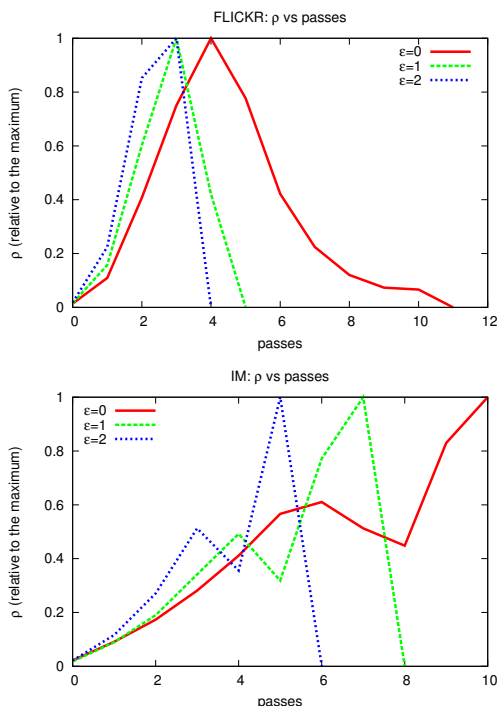 FLICKR: ρ vs passes
1
0.8
0.6
0.4
0.2
0
ρ (relative to the maximum)
ε=0
ε=1
ε=2
0 2 4 6 8 10 12
passes
IM: ρ vs passes
1
0.8
0.6
0.4
0.2
0
ρ (relative to the maximum)
ε=0
ε=1
ε=2
0 2 4 6 8 10
passes